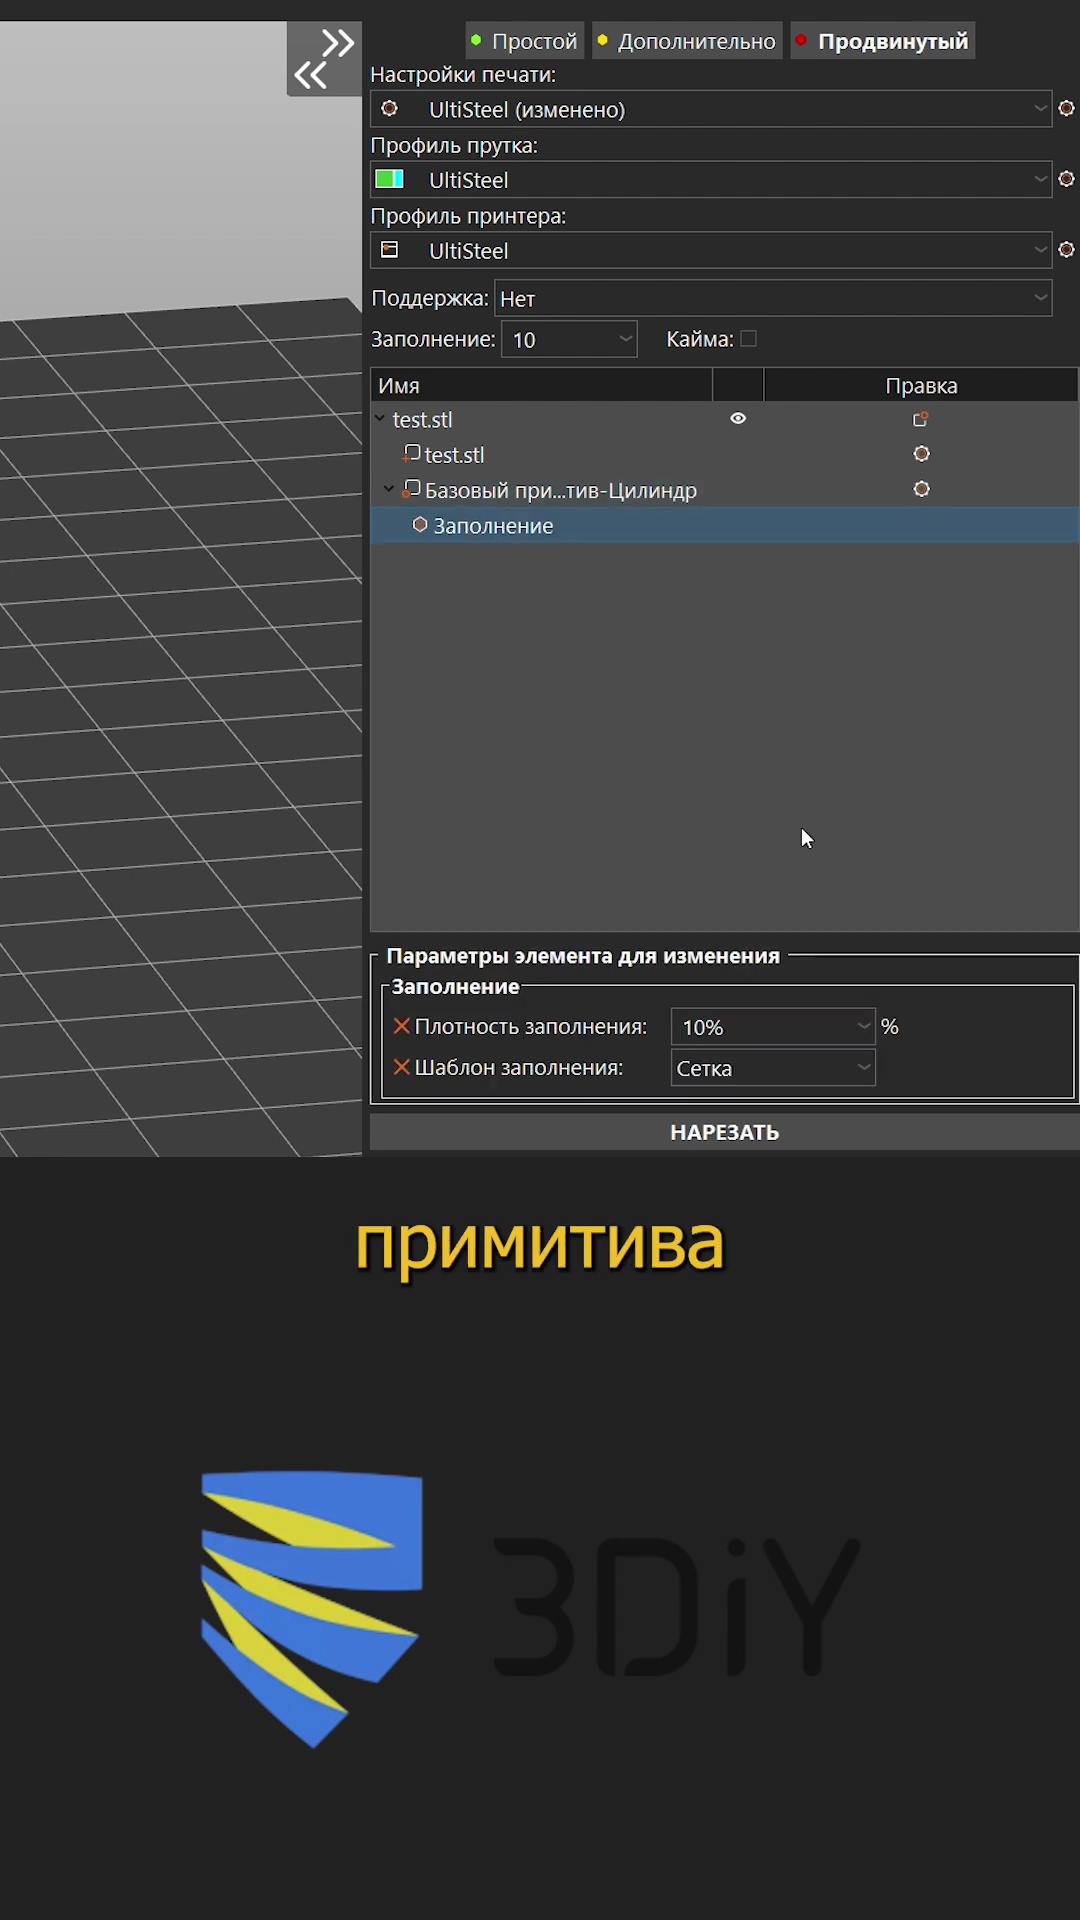 Простой Дополнительно Продвинутый
Настройки печати:
UltiSteel (изменено)
Профиль прутка:
UltiSteel
Профиль принтера:
UltiSteel
Поддержка: Нет
Заполнение: 10 Кайма:
Имя Правка
test.stl
test.stl
Базовый при...тив-Цилиндр
Заполнение
Параметры элемента для изменения
Заполнение
Плотность заполнения: 10% %
Шаблон заполнения: Сетка
НАРЕЗАТЬ
примитива
3DiY